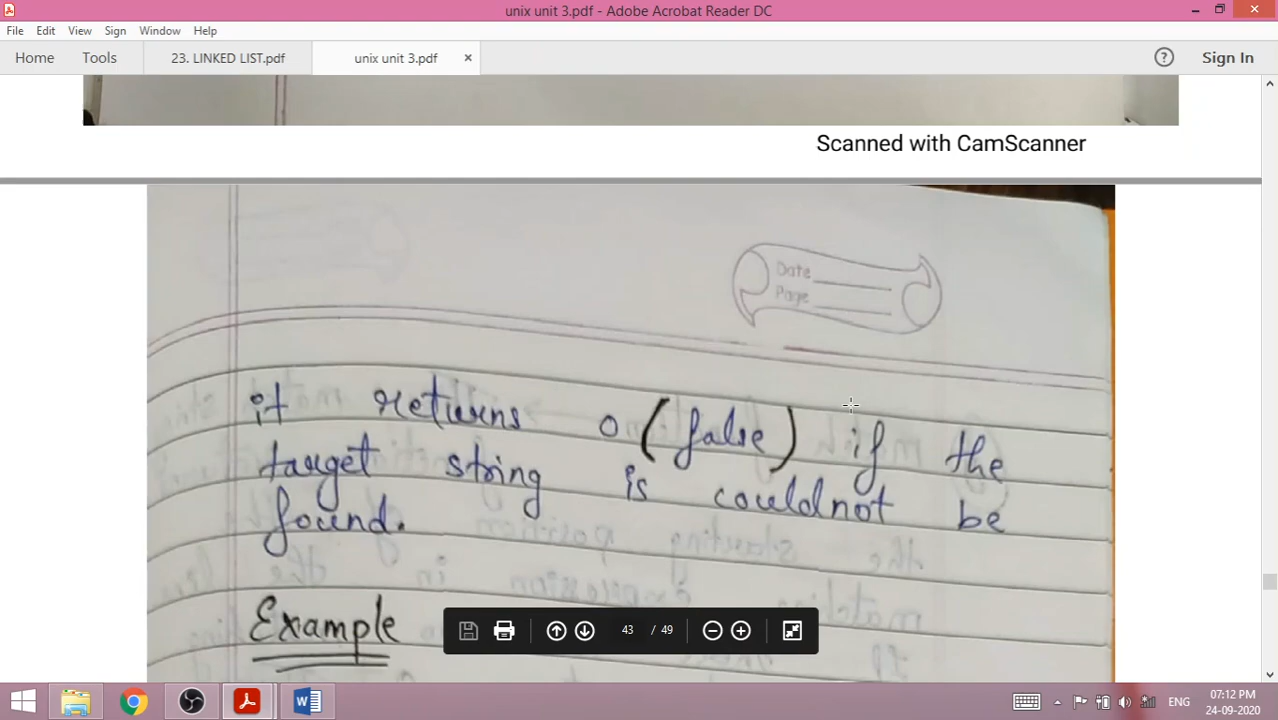 unix unit 3.pdf - Adobe Acrobat Reader DC
File Edit View Sign Window Help
Home Tools 23. LINKED LIST.pdf unix unit 3.pdf × ? Sign In
Scanned with CamScanner
Date
Page
it returns 0 (false) if the
target string is couldnot be
found.
Example
43 / 49
ENG 07:12 PM
24-09-2020